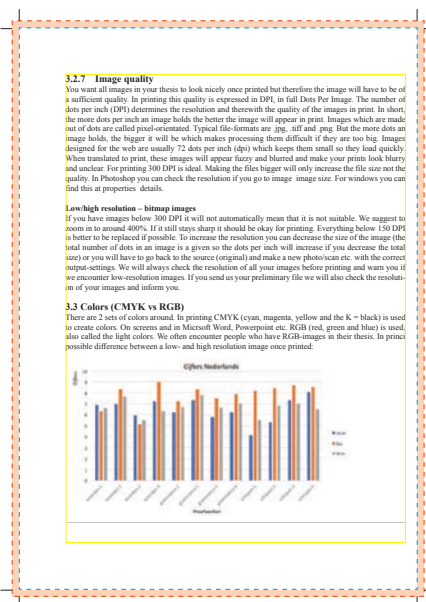 3.2.7 Image quality
You want all images in your thesis to look nicely once printed but therefore the image will have to be of
a sufficient quality. In printing this quality is expressed in DPI, in full Dots Per Image. The number of
dots per inch (DPI) determines the resolution and therewith the quality of the images in print. In short,
the more dots per inch an image holds the better the image will appear in print. Images which are made
out of dots are called pixel-orientated. Typical file-formats are .jpg, .tiff and .png. But the more dots an
image holds, the bigger it will be which makes processing them difficult if they are too big. Images
designed for the web are usually 72 dots per inch (dpi) which keeps them small so they load quickly.
When translated to print, these images will appear fuzzy and blurred and make your prints look blurry
and unclear. For printing 300 DPI is ideal. Making the files bigger will only increase the file size not the
quality. In Photoshop you can check the resolution if you go to image image size. For windows you can
find this at properties details.
Low/high resolution – bitmap images
If you have images below 300 DPI it will not automatically mean that it is not suitable. We suggest to
zoom in to around 400%. If it still stays sharp it should be okay for printing. Everything below 150 DPI
is better to be replaced if possible. To increase the resolution you can decrease the size of the image (the
total number of dots in an image is a given so the dots per inch will increase if you decrease the total
size) or you will have to go back to the source (original) and make a new photo/scan etc. with the correct
output-settings. We will always check the resolution of all your images before printing and warn you if
we encounter low-resolution images. If you send us your preliminary file we will also check the resoluti-
on of your images and inform you.
3.3 Colors (CMYK vs RGB)
There are 2 sets of colors around. In printing CMYK (cyan, magenta, yellow and the K = black) is used
to create colors. On screens and in Micrsoft Word, Powerpoint etc. RGB (red, green and blue) is used,
also called the light colors. We often encounter people who have RGB-images in their thesis. In princi
possible difference between a low- and high resolution image once printed:
Cijfers Nederlands
Cijfers
10
9
8
7
6
5
4
3
2
1
0
Proefwerken